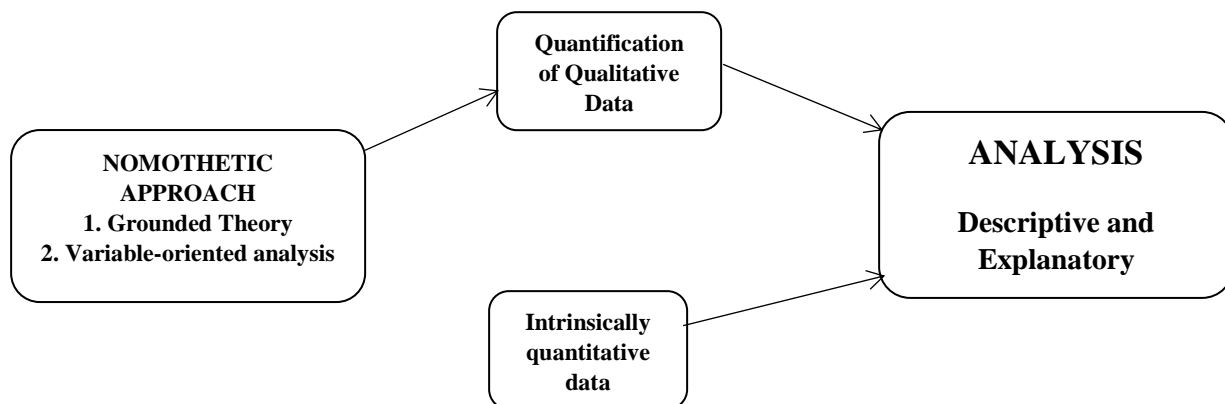 Quantification
of Qualitative
Data
NOMOTHETIC
APPROACH
1. Grounded Theory
2. Variable-oriented analysis
ANALYSIS
Descriptive and
Explanatory
Intrinsically
quantitative
data